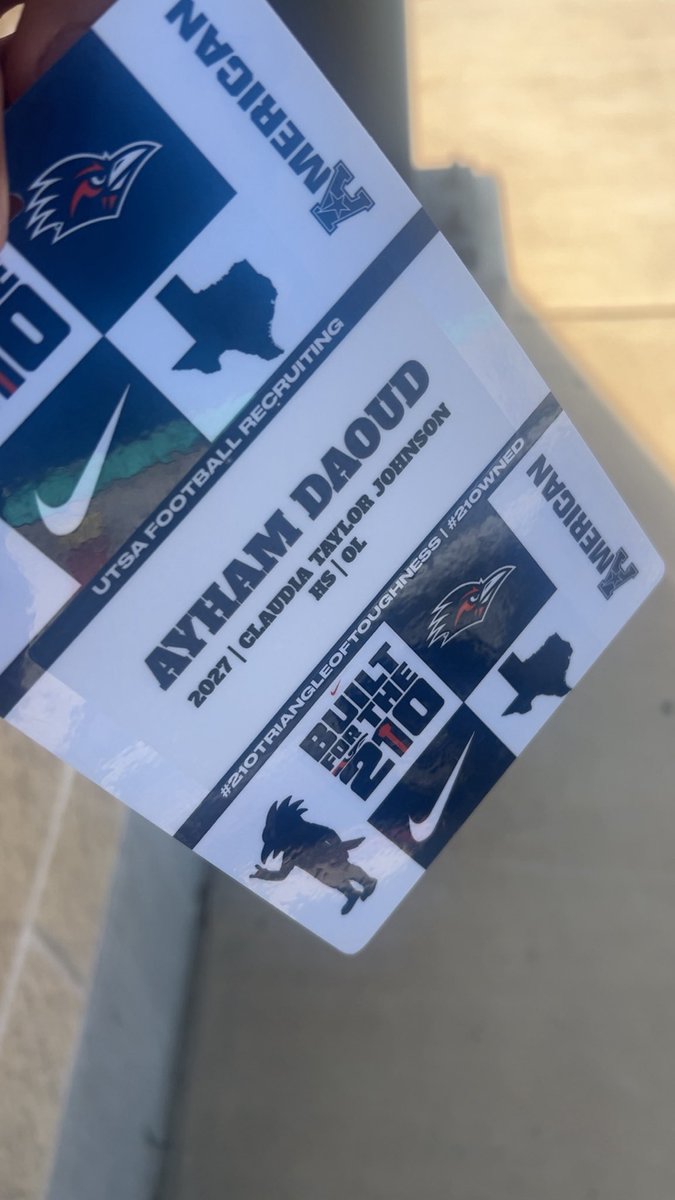 AMERICAN
UTSA FOOTBALL RECRUITING
AYHAM DAOUD
2027 | CLAUDIA TAYLOR JOHNSON
HS | OL
#210TRIANGLEOFTOUGHNESS | #210WNED
BUILT
FOR THE
210
AMERICAN